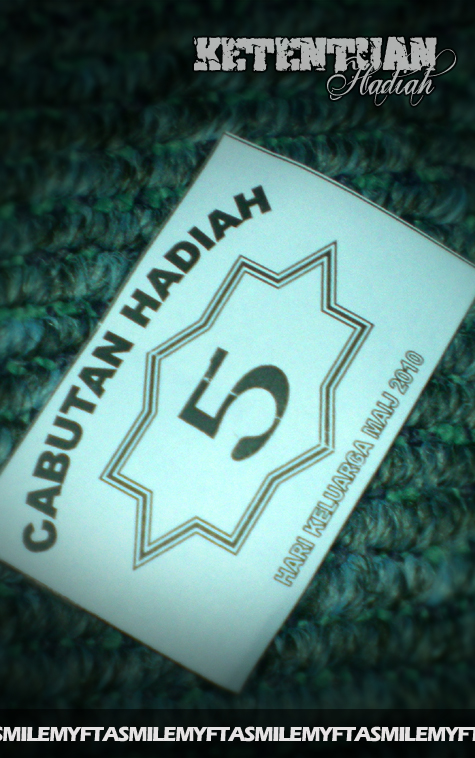 KETENTUAN
Hadiah
CABUTAN HADIAH
5
HARI KELUARGA MAIJ 2010
SMILEMYFTASMILEMYFTASMILEMYFTASMILEMYFT